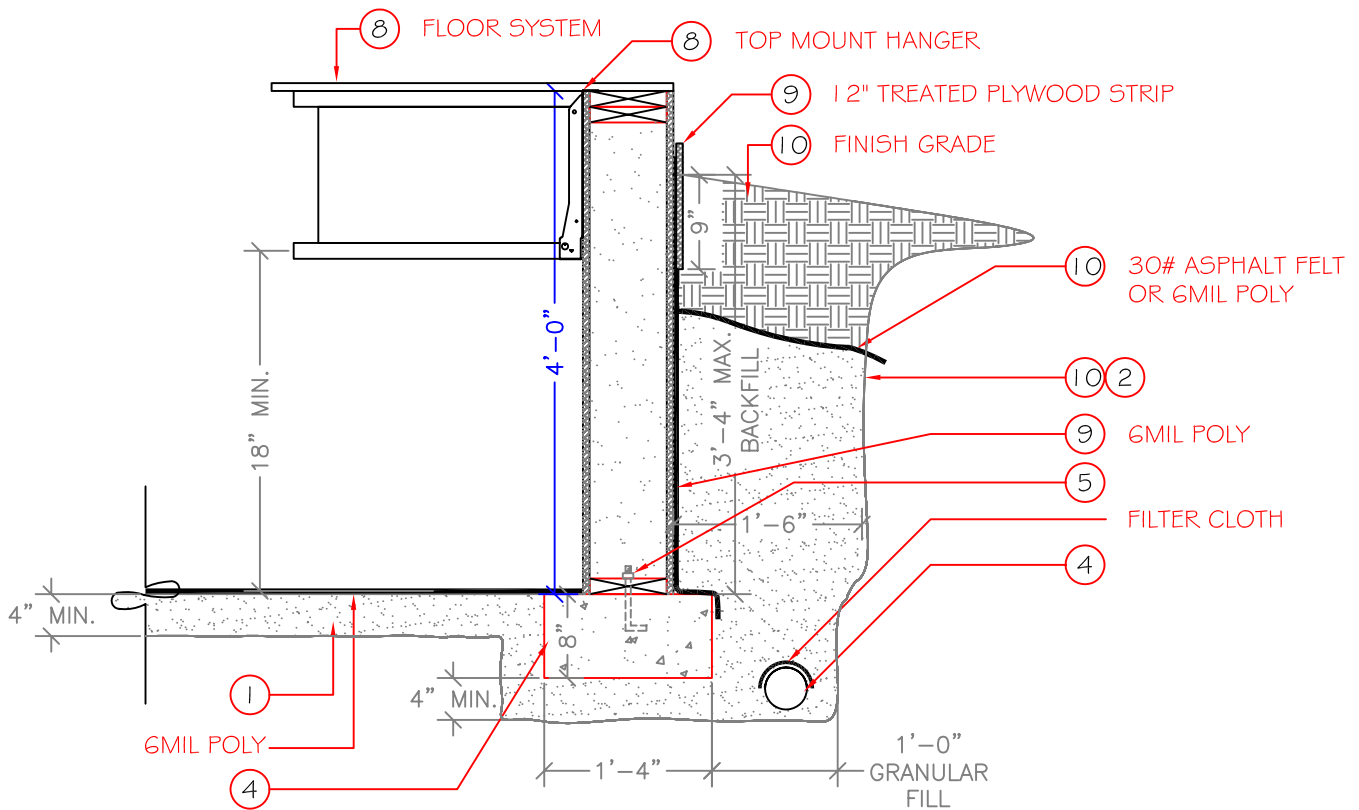 8 FLOOR SYSTEM
8 TOP MOUNT HANGER
9 12" TREATED PLYWOOD STRIP
10 FINISH GRADE
9"
10 30# ASPHALT FELT
OR 6MIL POLY
4'-0"
18" MIN.
3'-4" MAX.
BACKFILL
10 2
9 6MIL POLY
5
1'-6"
FILTER CLOTH
4
4" MIN.
8"
1
4" MIN.
6MIL POLY
4
1'-4"
1'-0"
GRANULAR
FILL